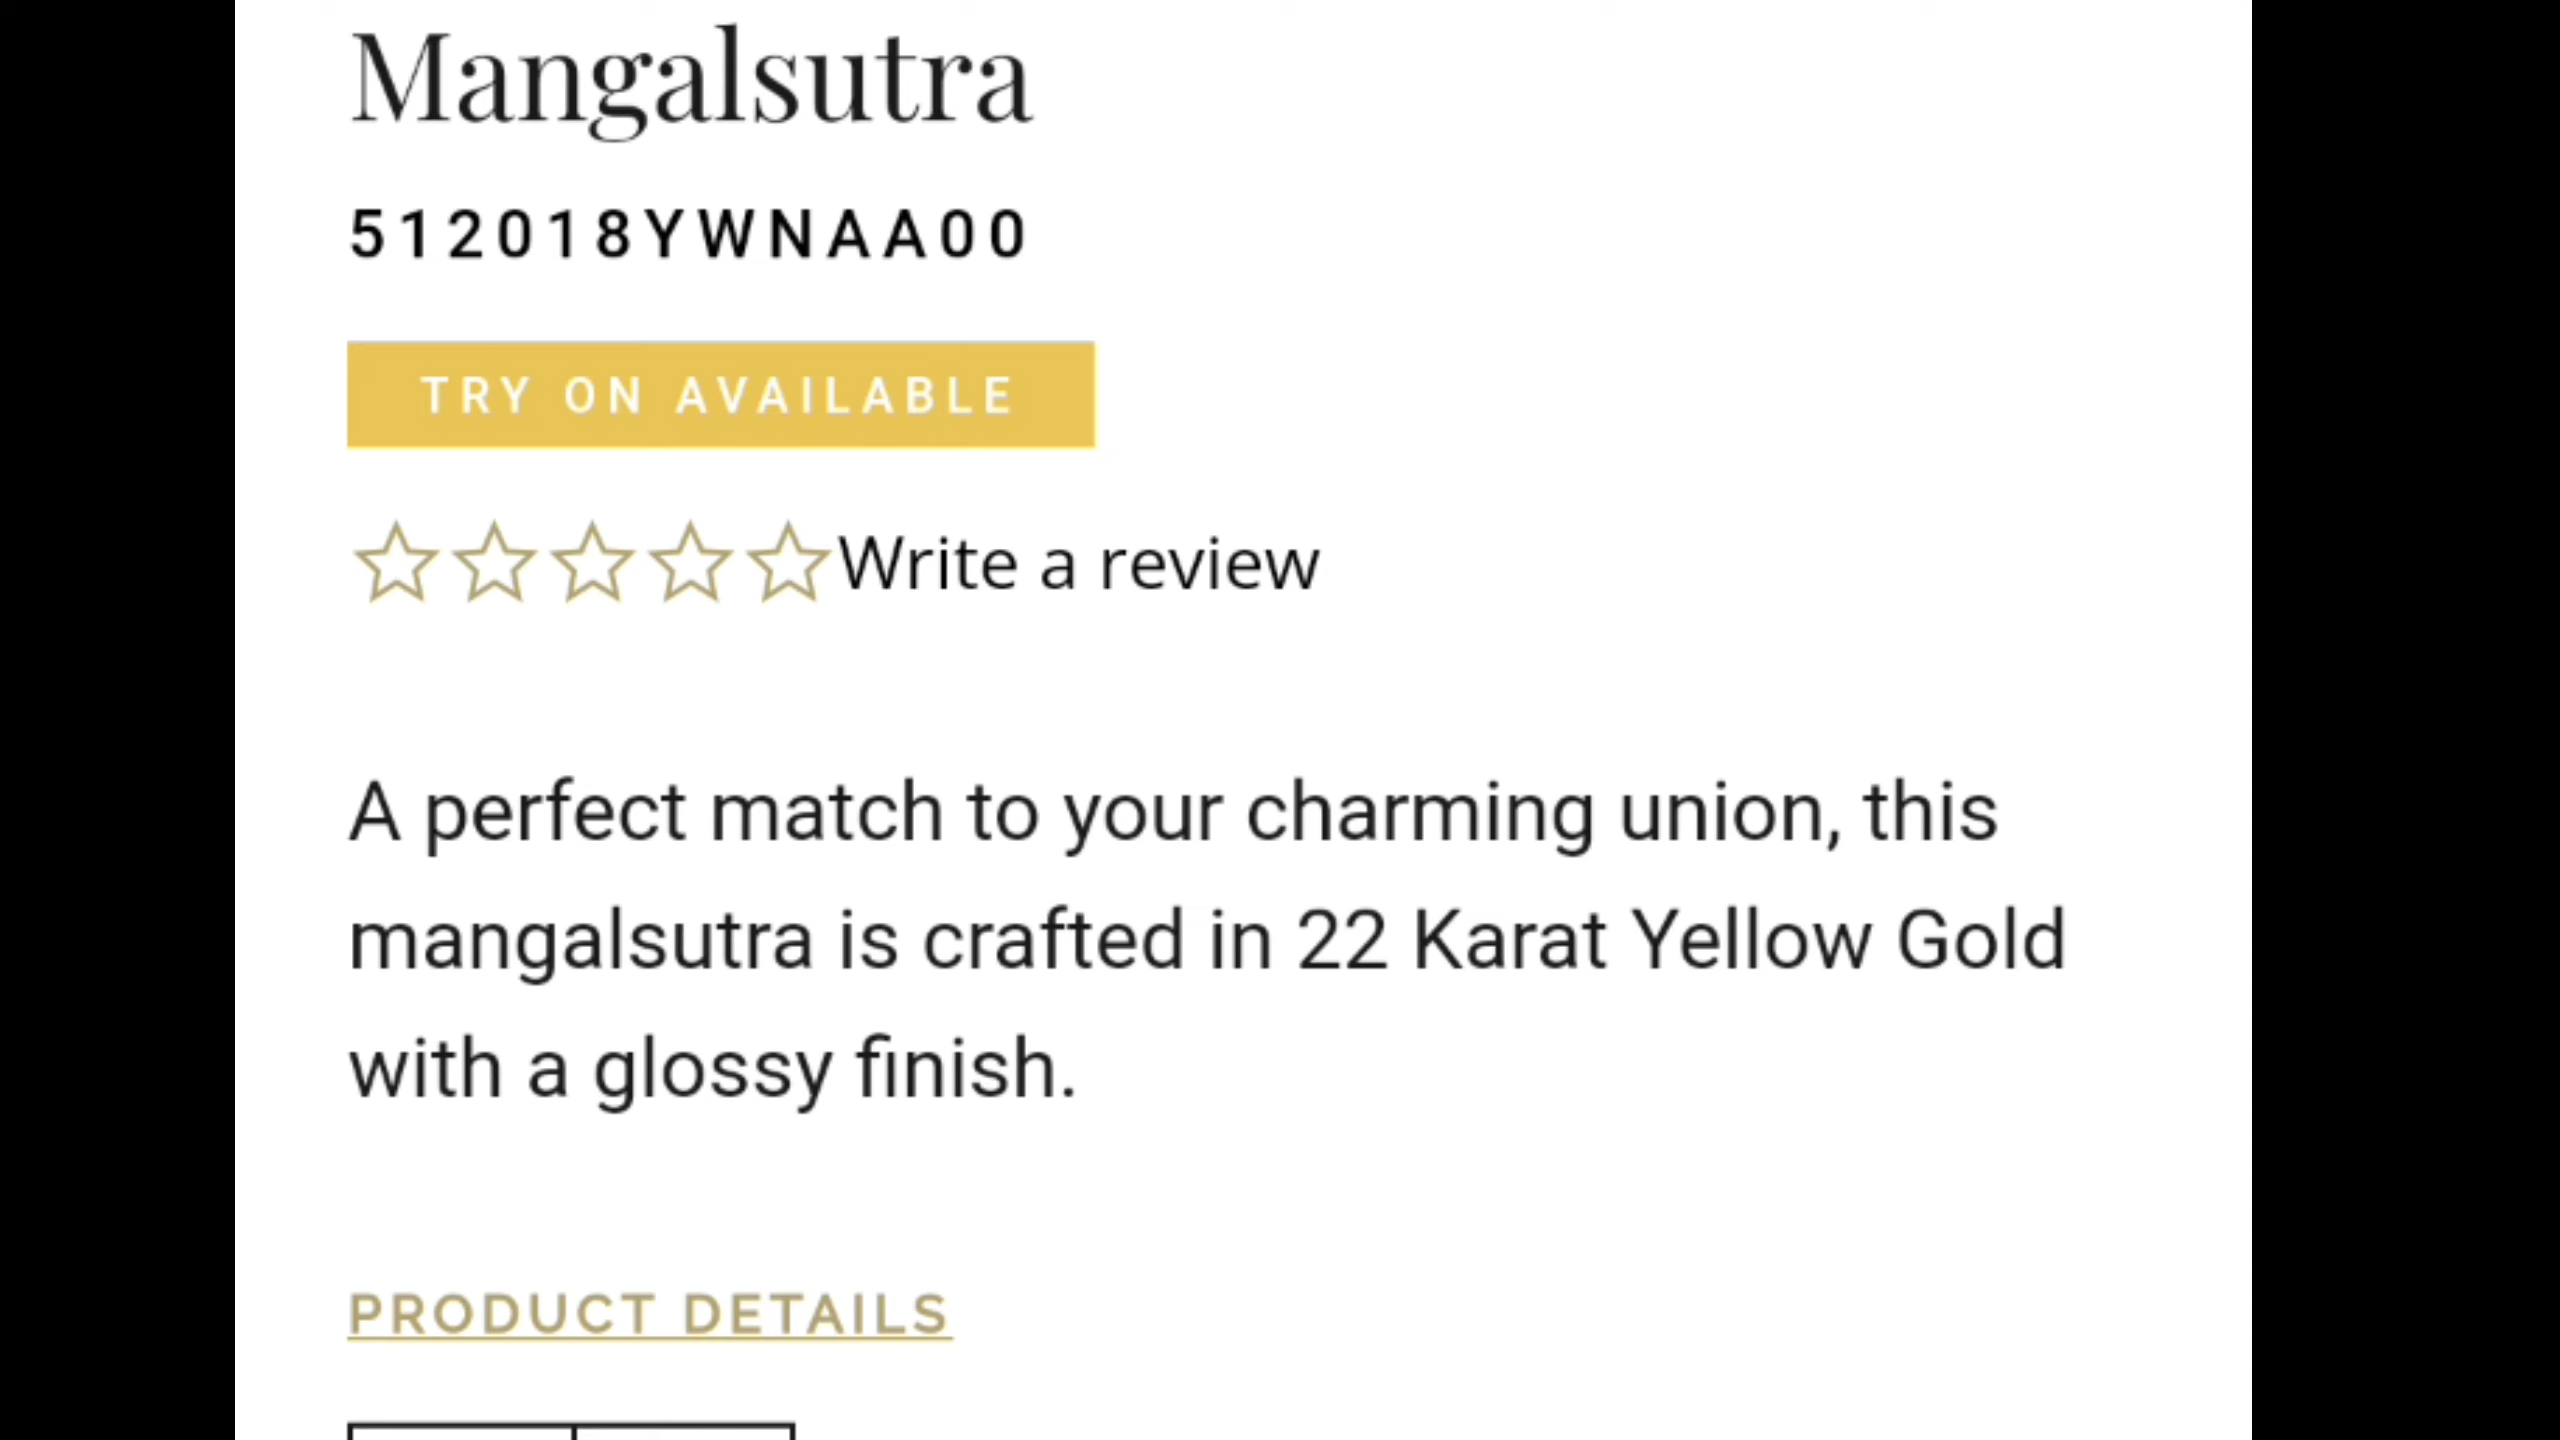 Mangalsutra
512018YWNAA00
TRY ON AVAILABLE
Write a review
A perfect match to your charming union, this
mangalsutra is crafted in 22 Karat Yellow Gold
with a glossy finish.
PRODUCT DETAILS